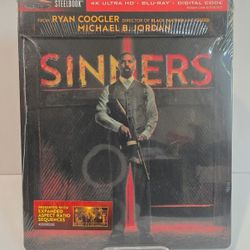 STEELBOOK
4K ULTRA HD • BLU-RAY • DIGITAL CODE
FROM RYAN COOGLER DIRECTOR OF BLACK PANTHER AND CREED
MICHAEL B. JORDAN
SINNERS
PRESENTED WITH
EXPANDED
ASPECT RATIO
SEQUENCES